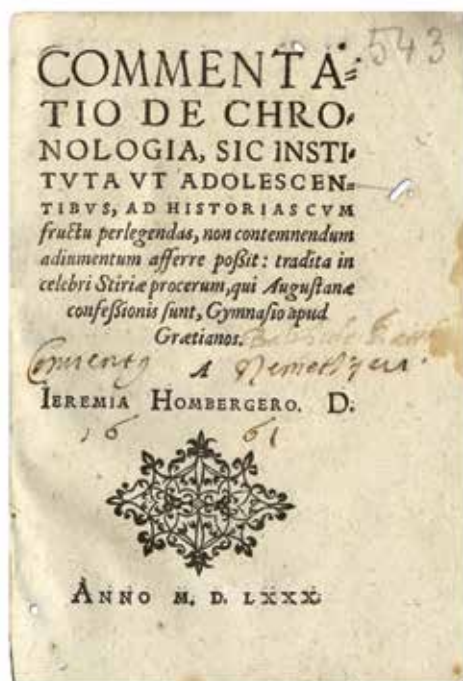 543
COMMENTA=
TIO DE CHRO-
NOLOGIA, SIC INSTI-
TVTA VT ADOLESCEN=
TIBVS, AD HISTORIAS CVM
fructu perlegendas, non contemnendum
adiumentum afferre poßit: tradita in
celebri Stiriæ procerum, qui Augustanæ
confeßionis sunt, Gymnasio apud
Grætianos.
A
IEREMIA HOMBERGERO. D.
16 61
ANNO M. D. LXXX.